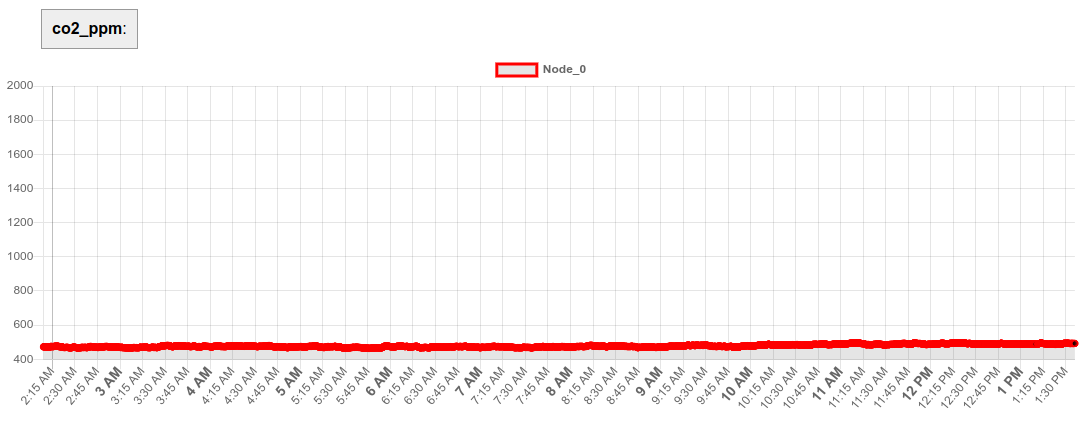 co2_ppm:
Node_0
2000
1800
1600
1400
1200
1000
800
600
400
2:15 AM
2:30 AM
2:45 AM
3 AM
3:15 AM
3:30 AM
3:45 AM
4 AM
4:15 AM
4:30 AM
4:45 AM
5 AM
5:15 AM
5:30 AM
5:45 AM
6 AM
6:15 AM
6:30 AM
6:45 AM
7 AM
7:15 AM
7:30 AM
7:45 AM
8 AM
8:15 AM
8:30 AM
8:45 AM
9 AM
9:15 AM
9:30 AM
9:45 AM
10 AM
10:15 AM
10:30 AM
10:45 AM
11 AM
11:15 AM
11:30 AM
11:45 AM
12 PM
12:15 PM
12:30 PM
12:45 PM
1 PM
1:15 PM
1:30 PM